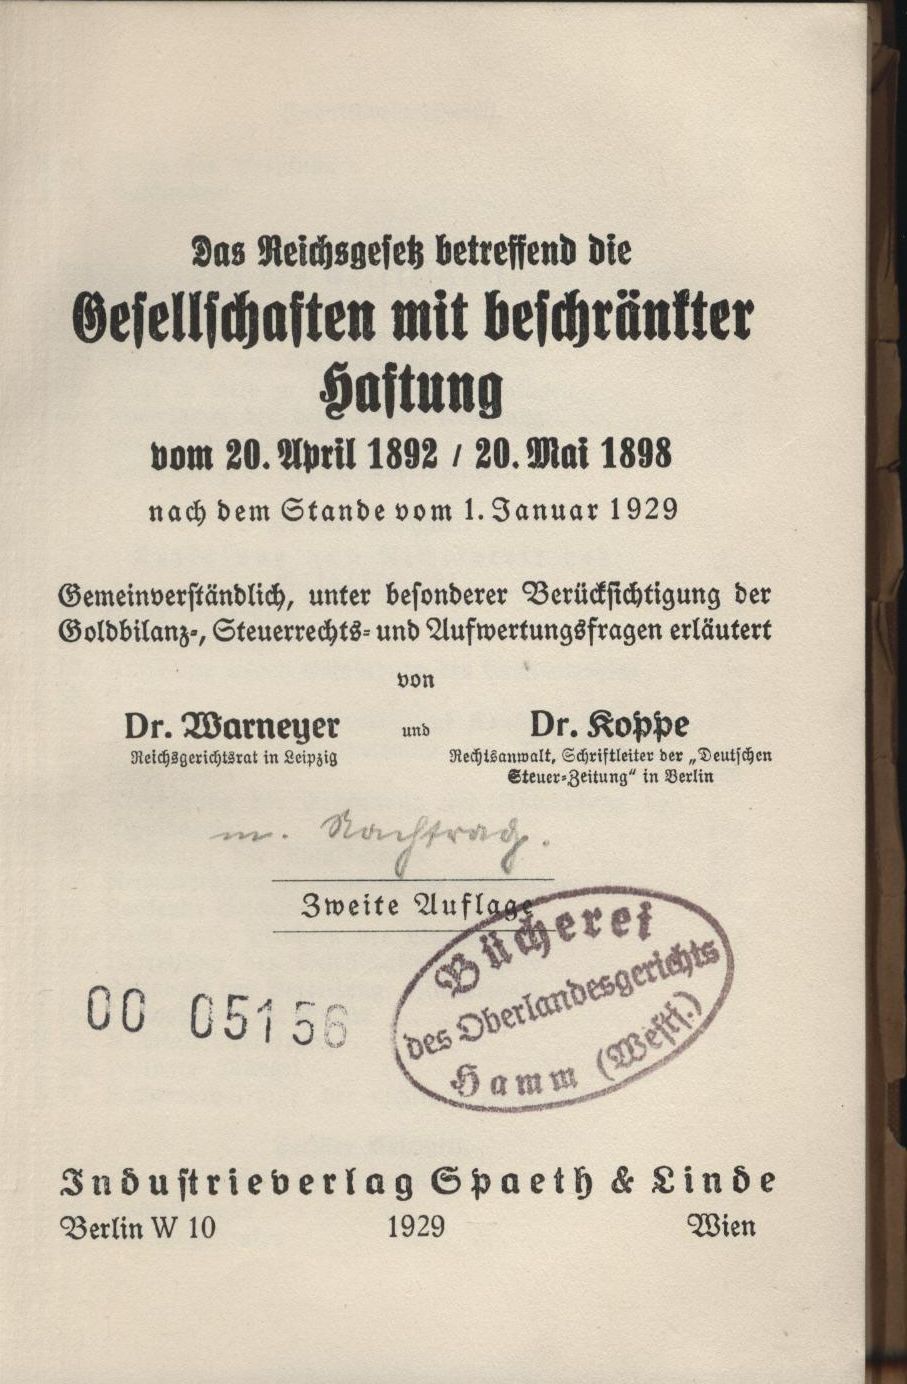 Das Reichsgesetz betreffend die
Gesellschaften mit beschränkter
Haftung
vom 20. April 1892 / 20. Mai 1898
nach dem Stande vom 1. Januar 1929
Gemeinverständlich, unter besonderer Berücksichtigung der
Goldbilanz-, Steuerrechts- und Aufwertungsfragen erläutert
von
Dr. Warneyer und Dr. Koppe
Reichsgerichtsrat in Leipzig Rechtsanwalt, Schriftleiter der „Deutschen
Steuer-Zeitung“ in Berlin
m. Nachtrag.
Zweite Auflage
Bücherei
des Oberlandesgerichts
Hamm (Westf.)
00 05156
Industrieverlag Spaeth & Linde
Berlin W 10 1929 Wien